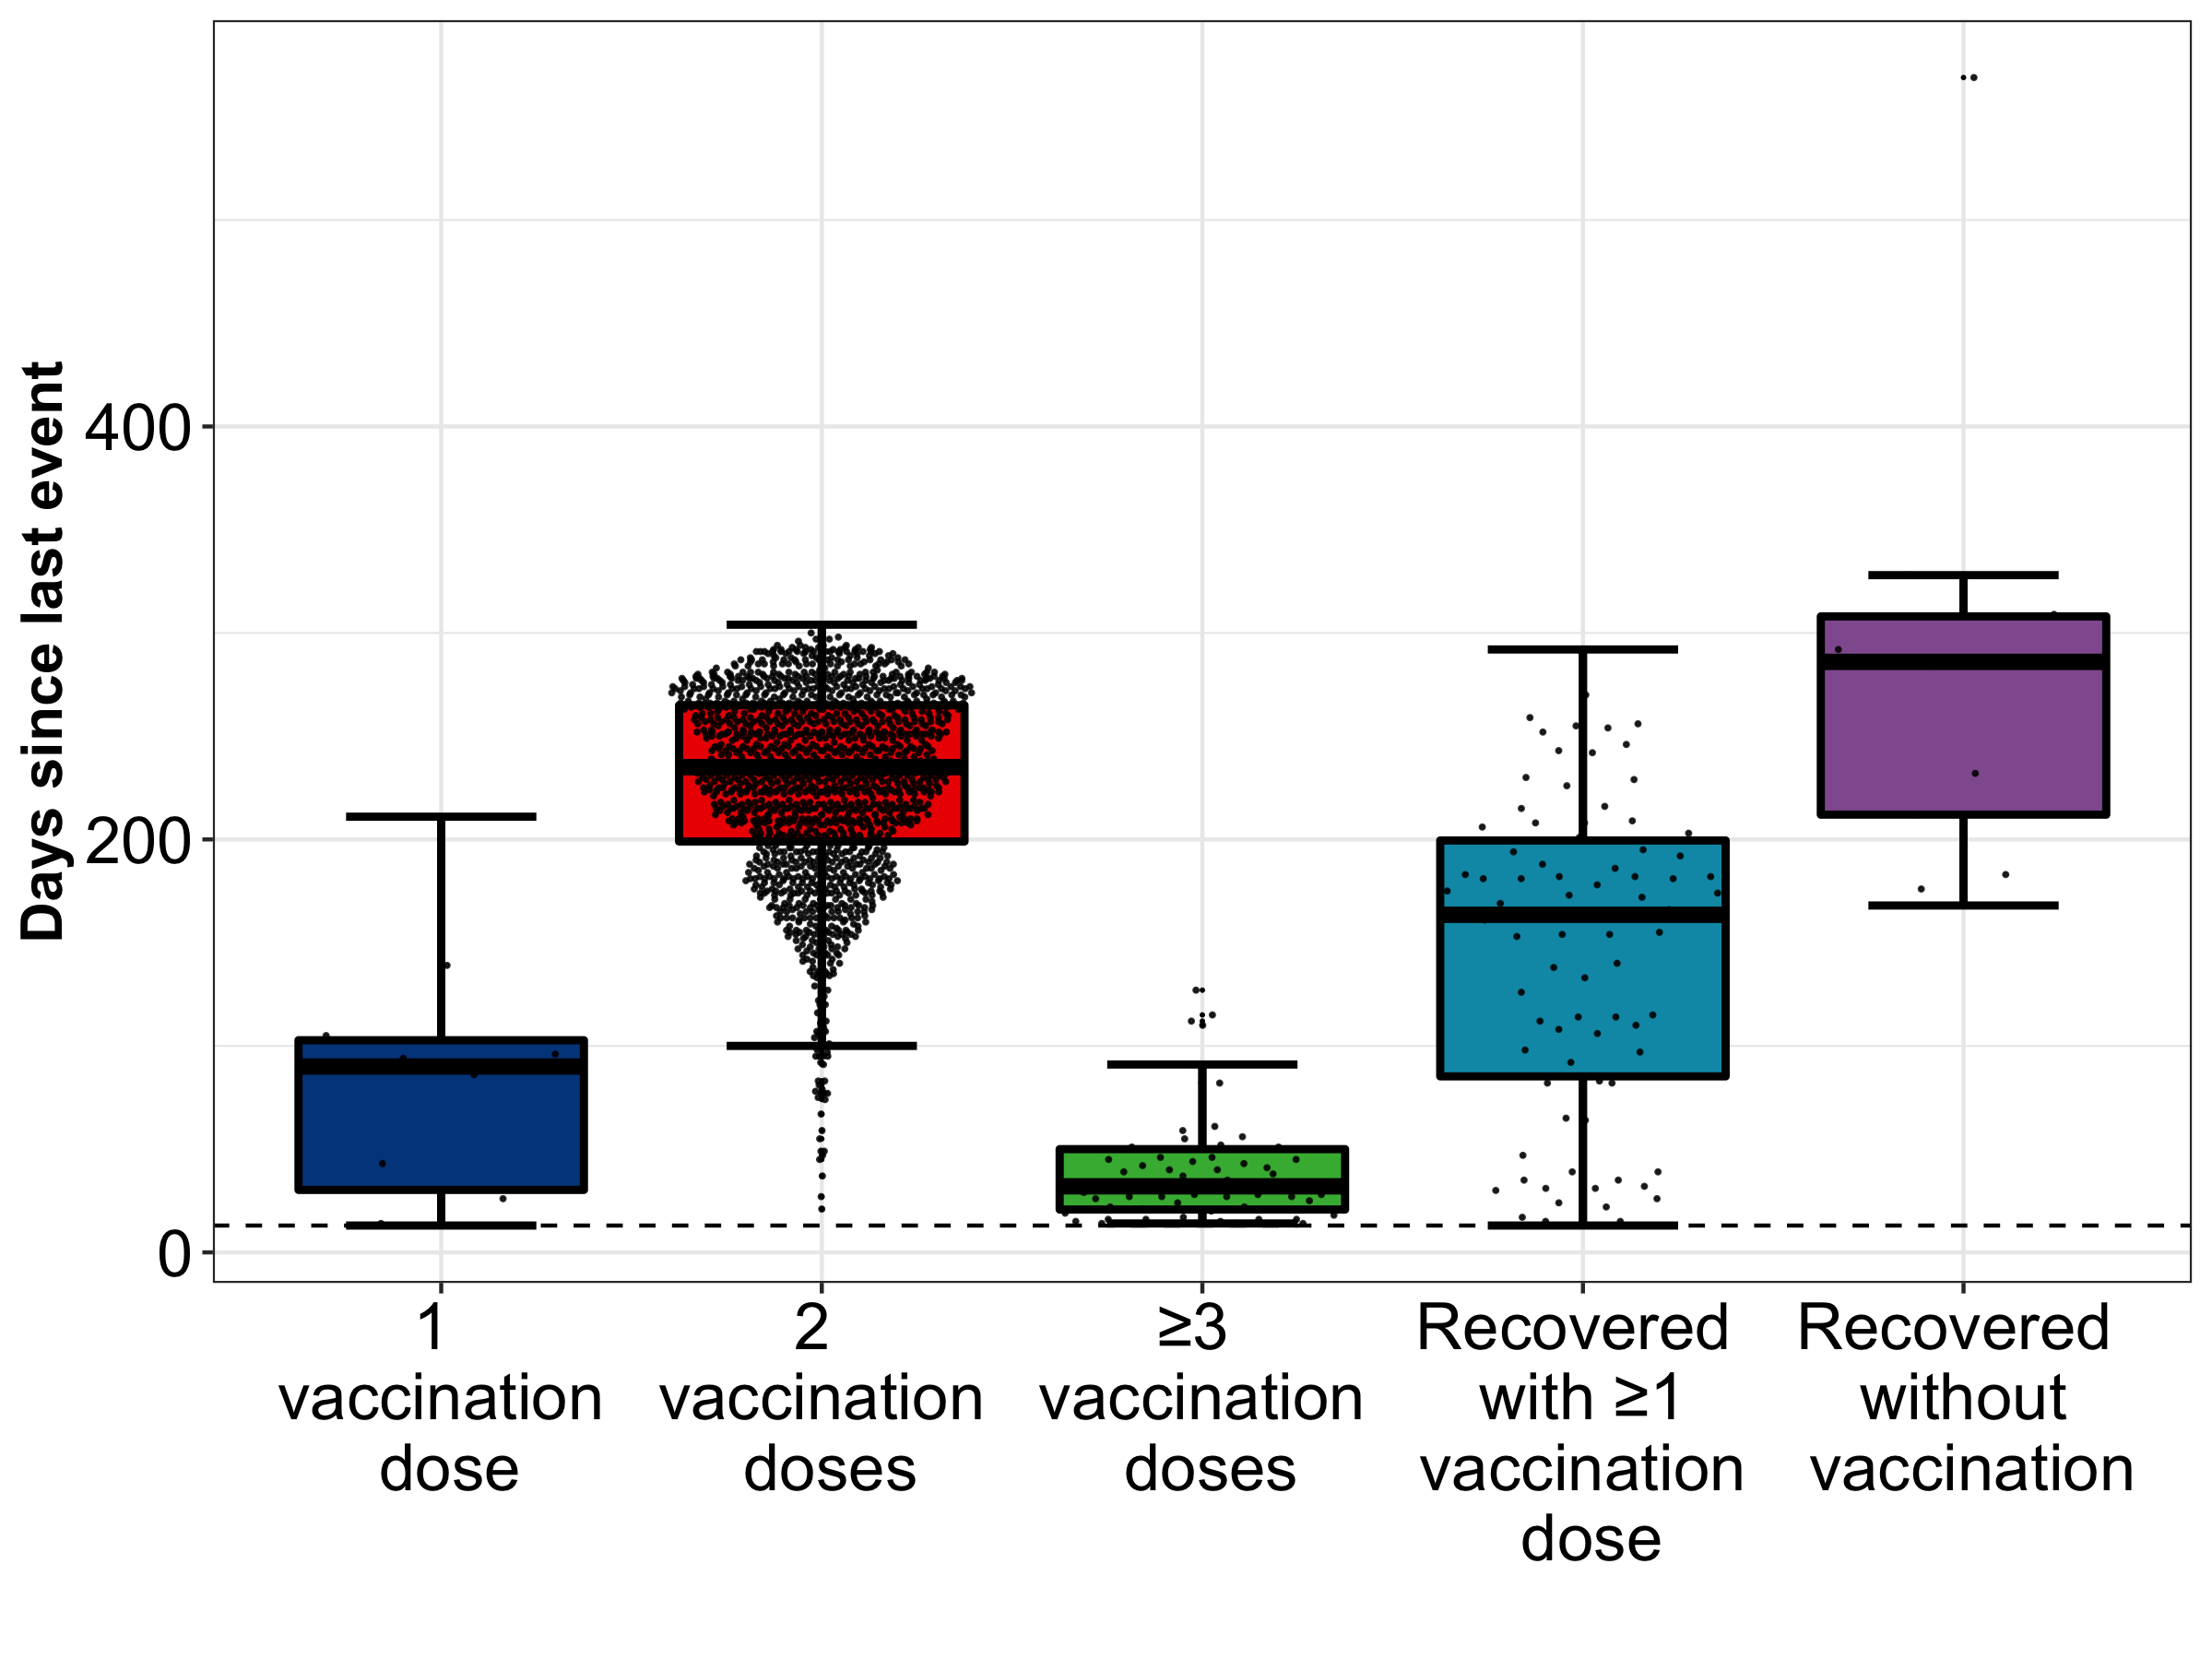 Days since last event
400
200
0
1
vaccination
dose
2
vaccination
doses
≥3
vaccination
doses
Recovered
with ≥1
vaccination
dose
Recovered
without
vaccination